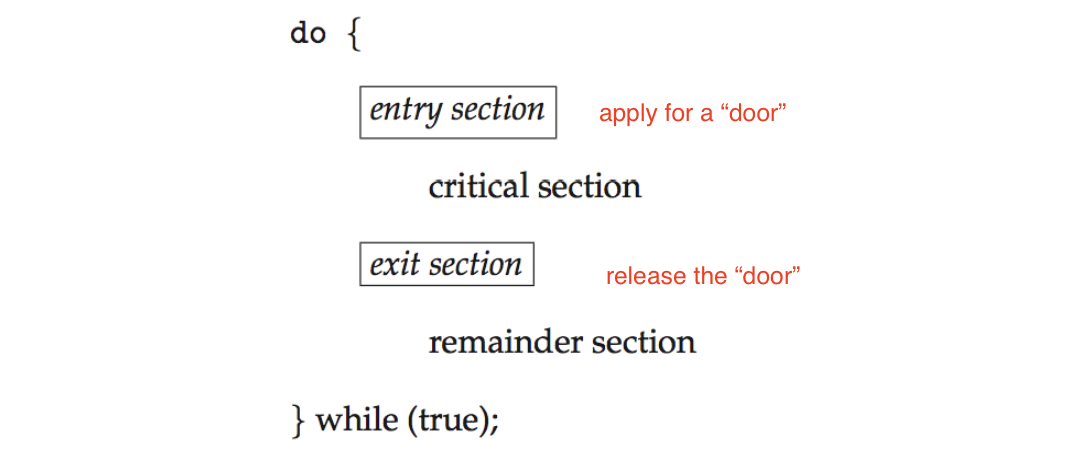 do {
entry section apply for a “door”
critical section
exit section release the “door”
remainder section
} while (true);